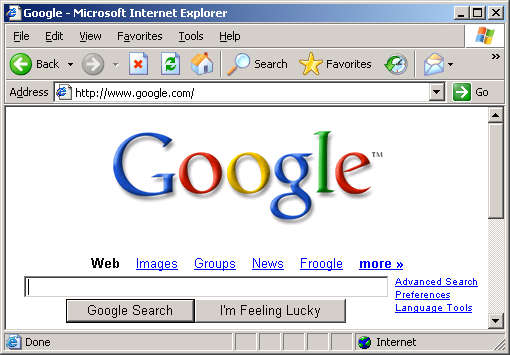 Google - Microsoft Internet Explorer
File Edit View Favorites Tools Help
Back Search Favorites »
Address http://www.google.com/ Go
Google™
Web Images Groups News Froogle more »
Advanced Search
Preferences
Language Tools
Google Search I'm Feeling Lucky
Done Internet